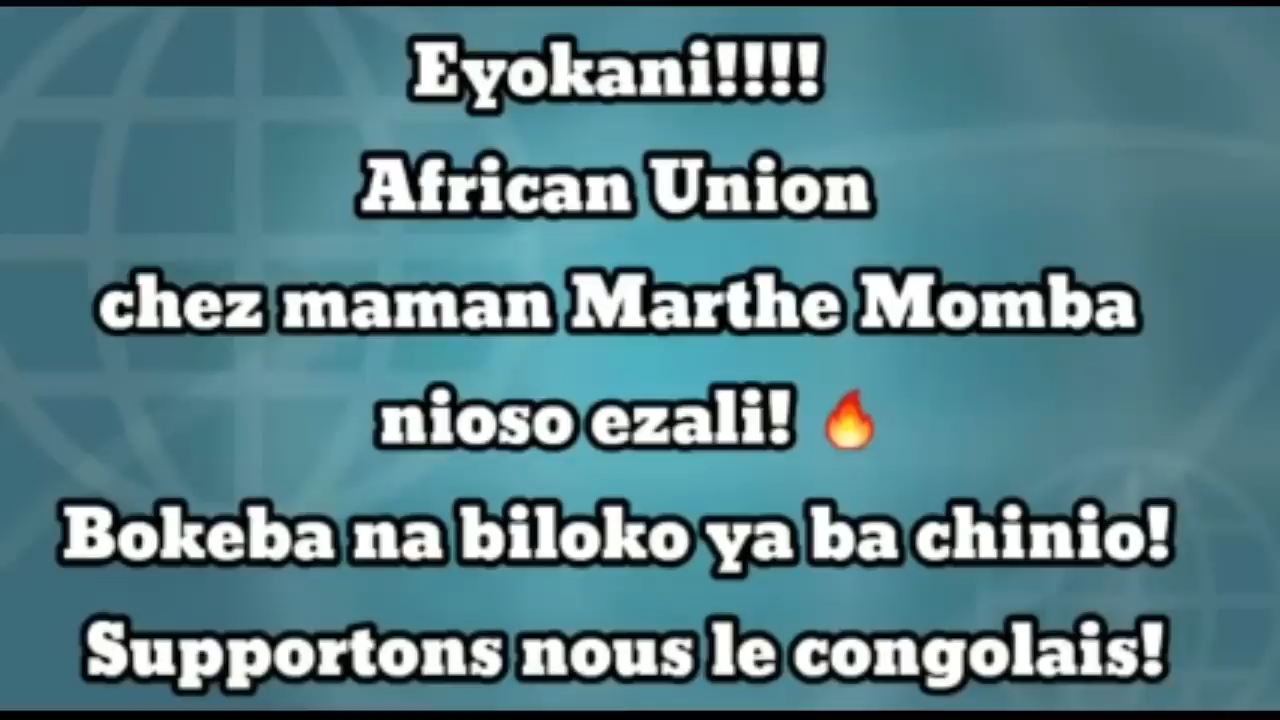 Eyokani!!!!
African Union
chez maman Marthe Momba
nioso ezali! 🔥
Bokeba na biloko ya ba chinio!
Supportons nous le congolais!